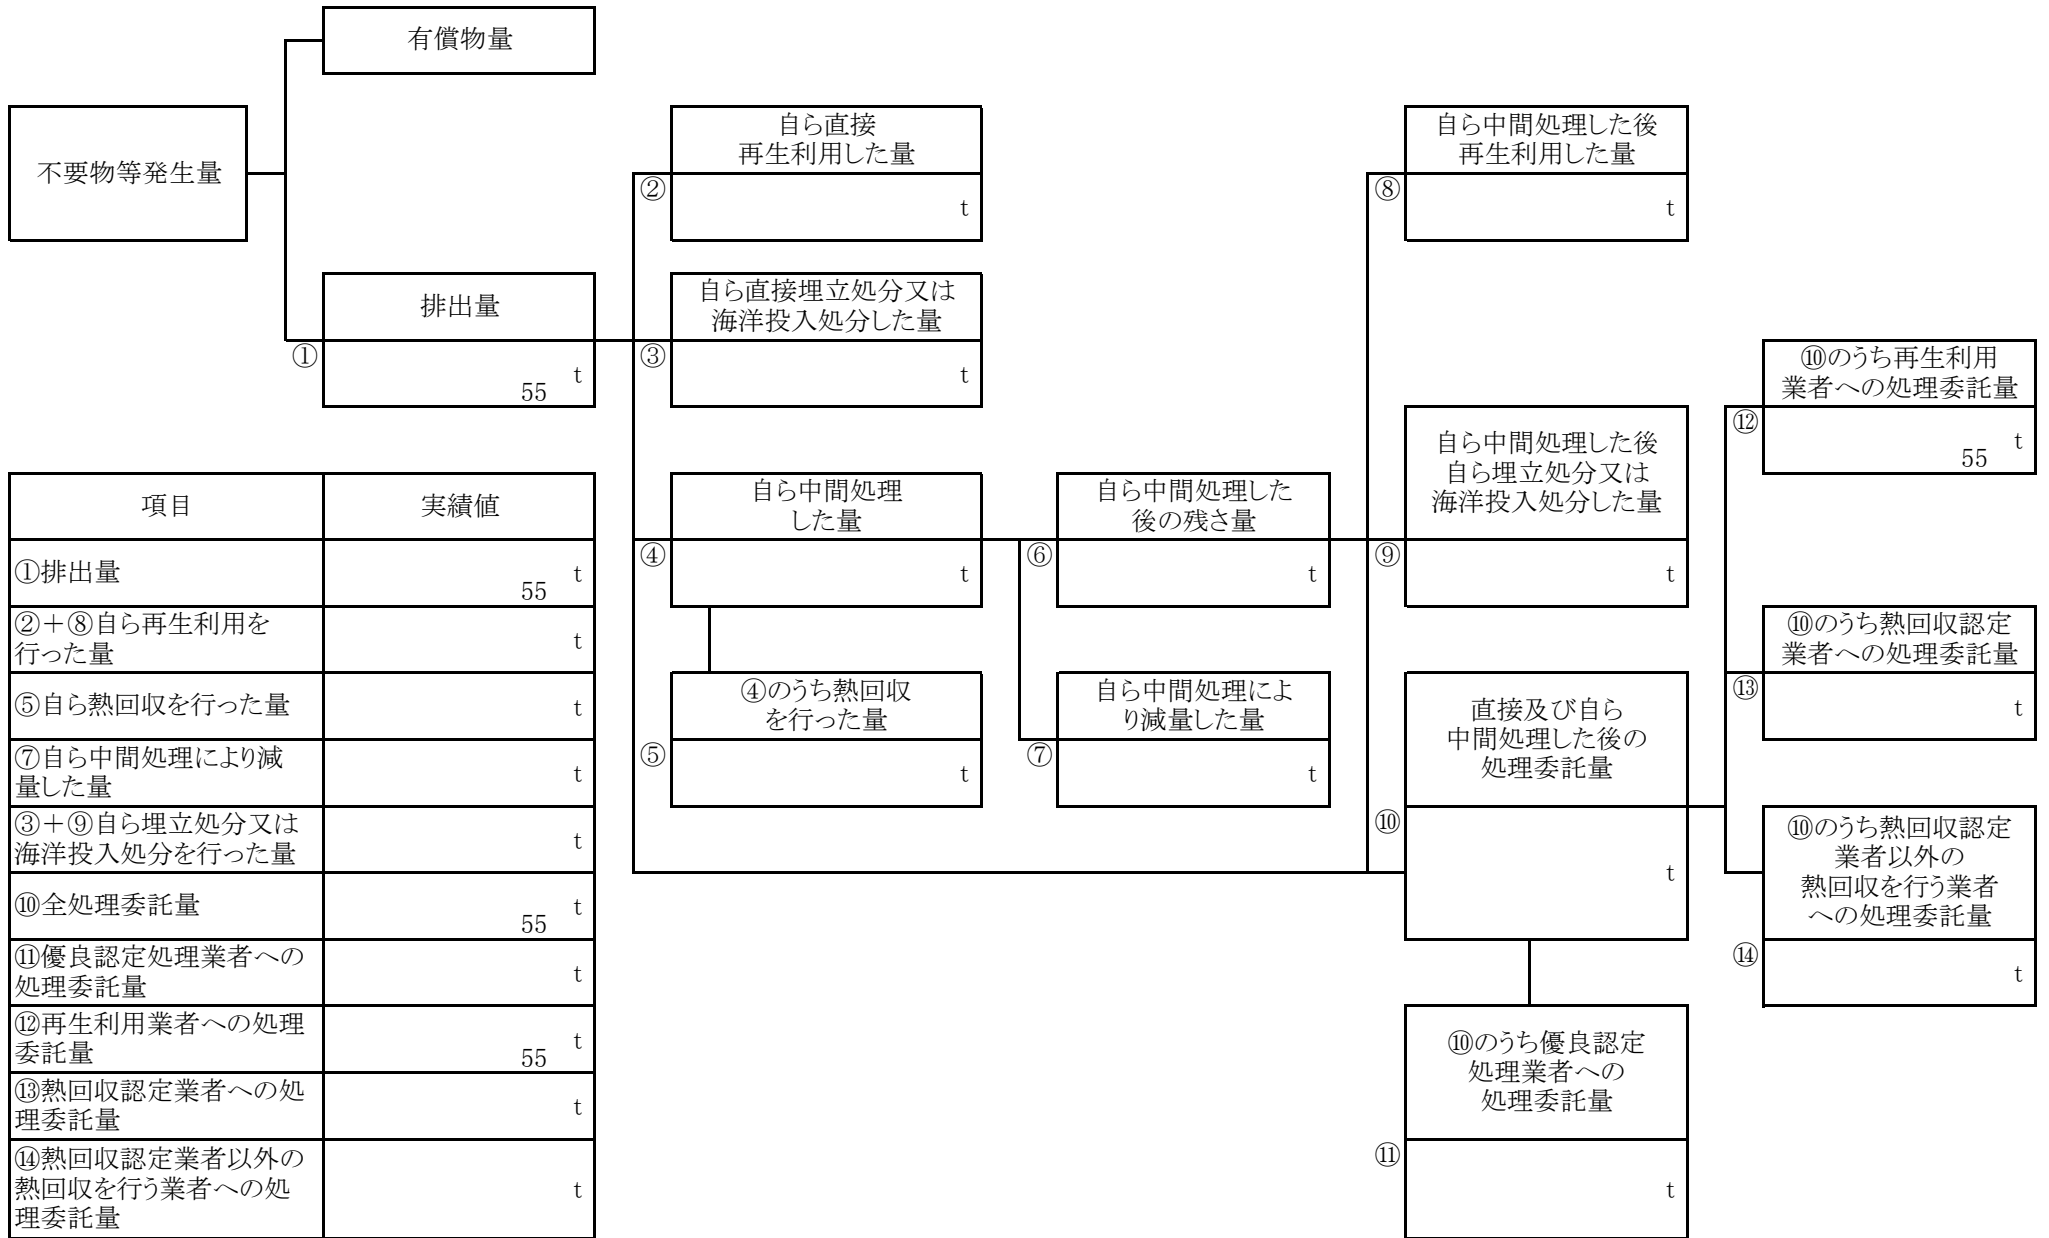 有償物量
不要物等発生量
自ら直接
再生利用した量
②
t
自ら中間処理した後
再生利用した量
⑧
t
排出量
①
55 t
自ら直接埋立処分又は
海洋投入処分した量
③
t
⑩のうち再生利用
業者への処理委託量
⑫
55 t
自ら中間処理
した量
④
t
自ら中間処理した
後の残さ量
⑥
t
自ら中間処理した後
自ら埋立処分又は
海洋投入処分した量
⑨
t
⑩のうち熱回収認定
業者への処理委託量
⑬
t
④のうち熱回収
を行った量
⑤
t
自ら中間処理によ
り減量した量
⑦
t
直接及び自ら
中間処理した後の
処理委託量
⑩
t
⑩のうち熱回収認定
業者以外の
熱回収を行う業者
への処理委託量
⑭
t
⑩のうち優良認定
処理業者への
処理委託量
⑪
t
項目 実績値
①排出量 55 t
②＋⑧自ら再生利用を
行った量 t
⑤自ら熱回収を行った量 t
⑦自ら中間処理により減
量した量 t
③＋⑨自ら埋立処分又は
海洋投入処分を行った量 t
⑩全処理委託量 55 t
⑪優良認定処理業者への
処理委託量 t
⑫再生利用業者への処理
委託量 55 t
⑬熱回収認定業者への処
理委託量 t
⑭熱回収認定業者以外の
熱回収を行う業者への処
理委託量 t